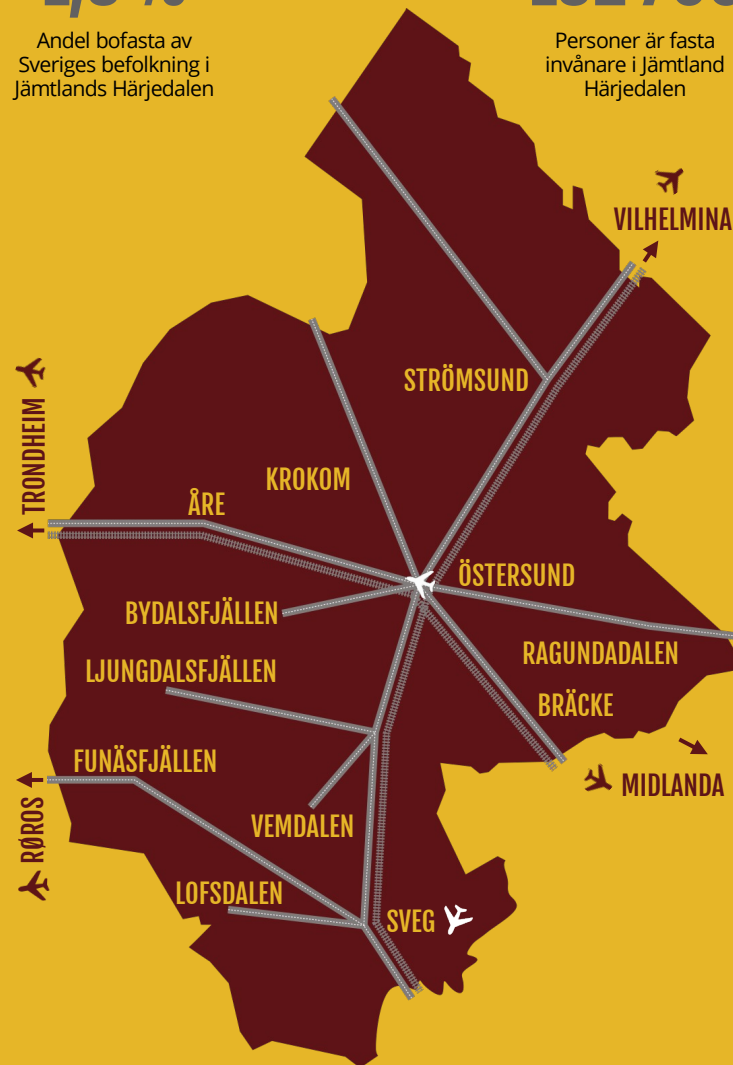 Andel bofasta av
Sveriges befolkning i
Jämtlands Härjedalen
Personer är fasta
invånare i Jämtland
Härjedalen
VILHELMINA
STRÖMSUND
TRONDHEIM
KROKOM
ÅRE
ÖSTERSUND
BYDALSFJÄLLEN
RAGUNDADALEN
LJUNGDALSFJÄLLEN
BRÄCKE
FUNÄSFJÄLLEN
MIDLANDA
RØROS
VEMDALEN
LOFSDALEN
SVEG